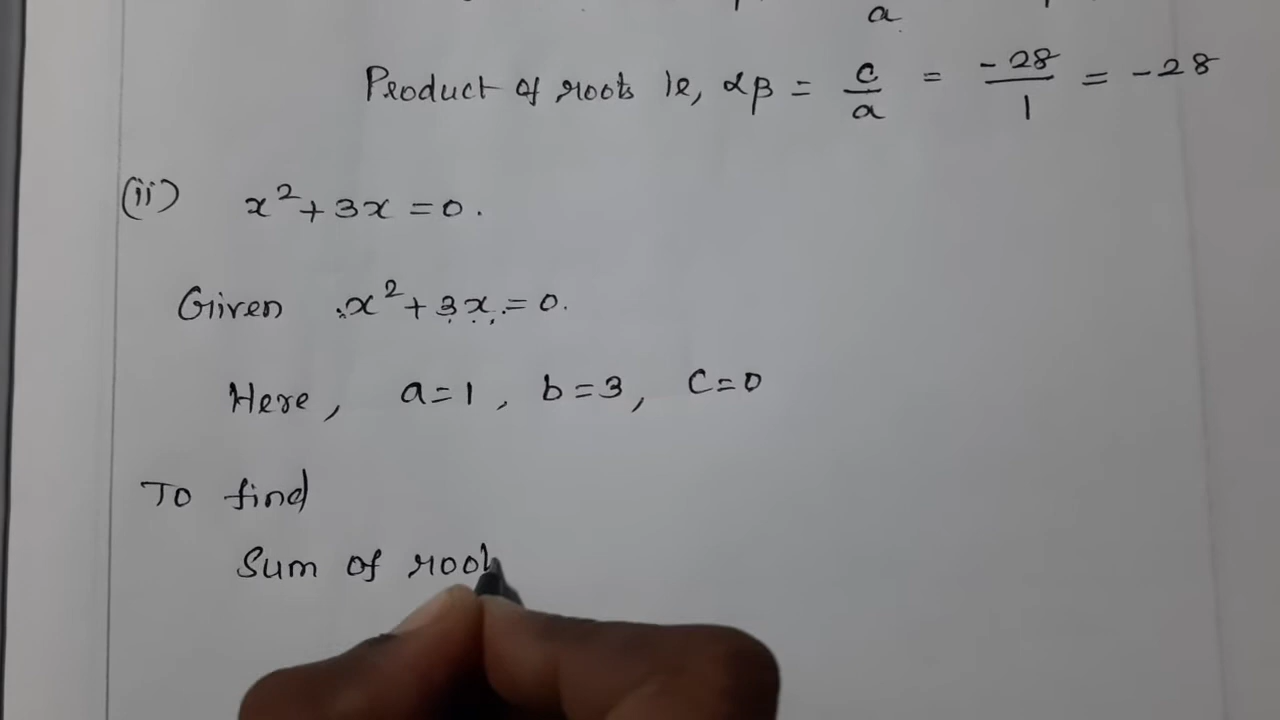 a
Product of roots ie, αβ = c/a = -28/1 = -28
(ii) x² + 3x = 0.
Given x² + 3x = 0.
Here, a=1, b=3, c=0
To find
Sum of root